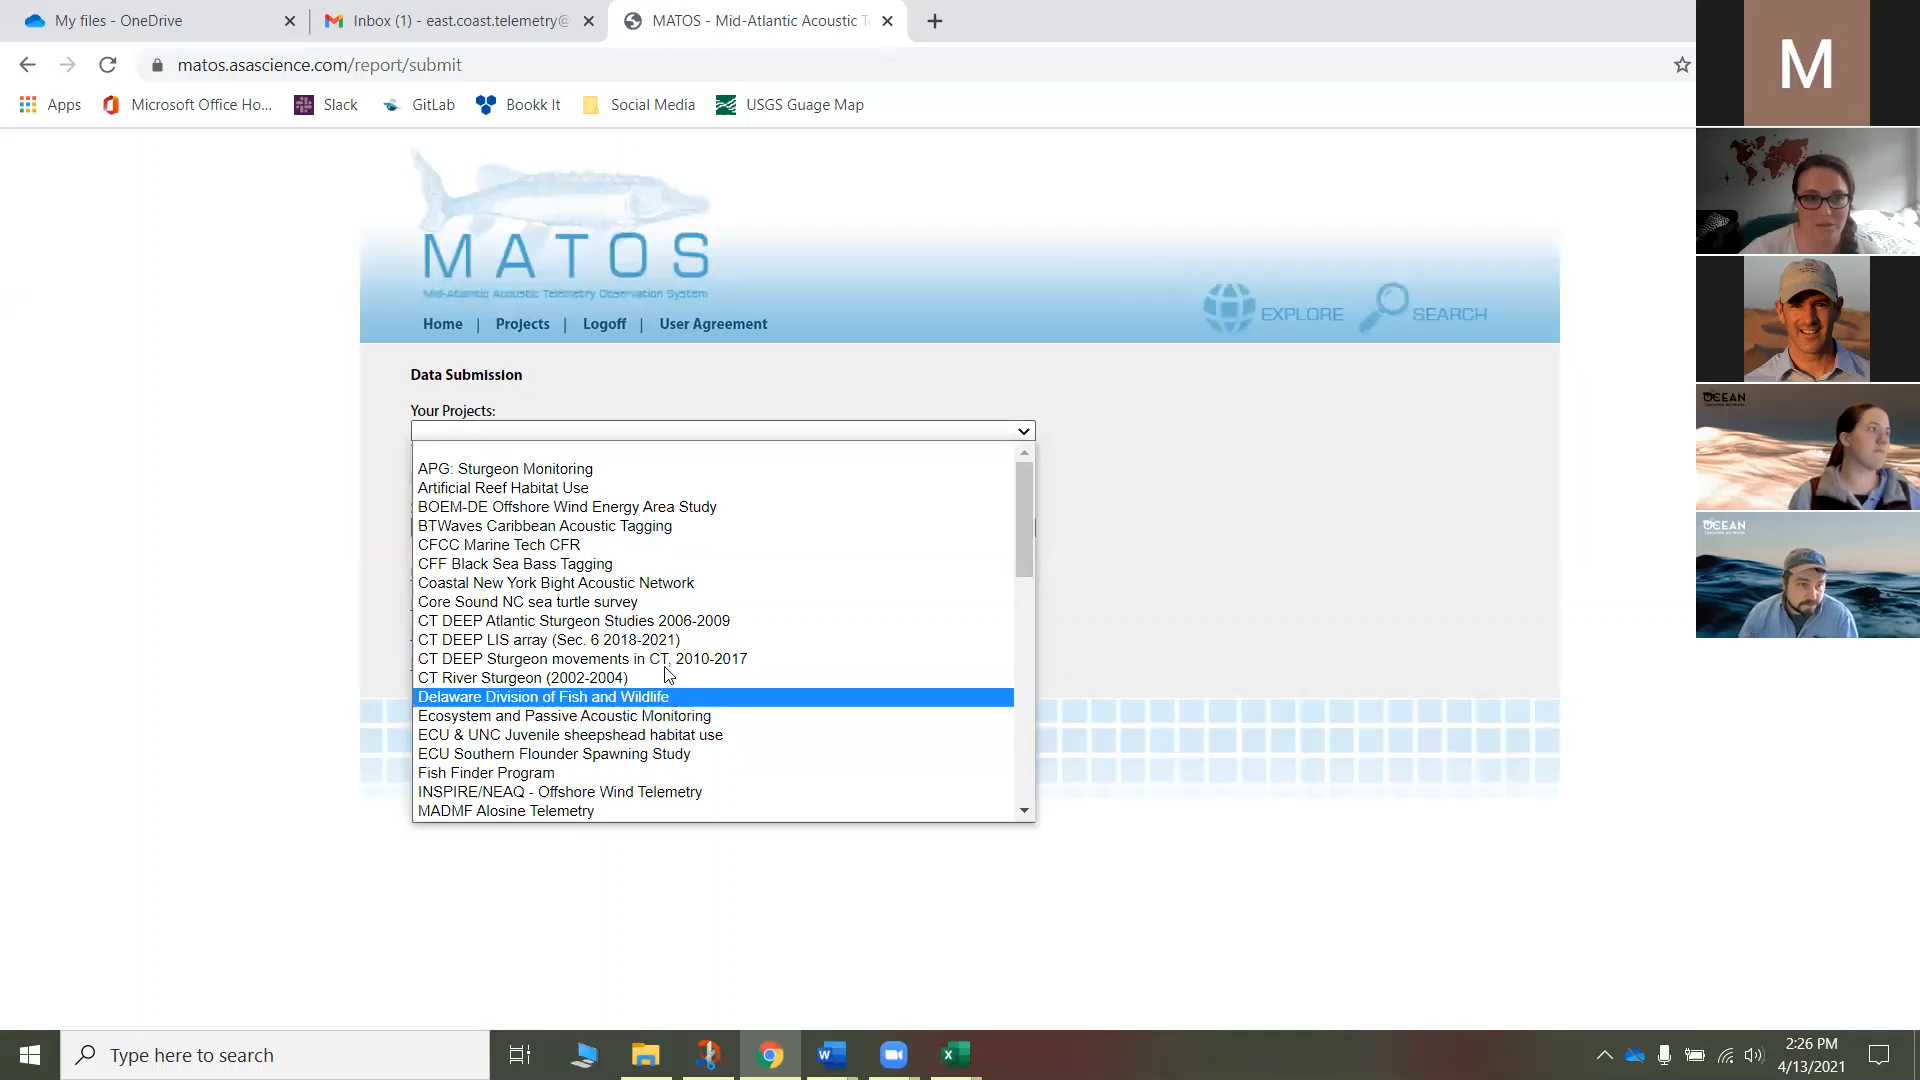 My files - OneDrive
Inbox (1) - east.coast.telemetry@
MATOS - Mid-Atlantic Acoustic T
matos.asascience.com/report/submit
Apps
Microsoft Office Ho...
Slack
GitLab
Bookk It
Social Media
USGS Guage Map
M
MATOS
Mid-Atlantic Acoustic Telemetry Observation System
Home | Projects | Logoff | User Agreement
EXPLORE
SEARCH
Data Submission
Your Projects:
APG: Sturgeon Monitoring
Artificial Reef Habitat Use
BOEM-DE Offshore Wind Energy Area Study
BTWaves Caribbean Acoustic Tagging
CFCC Marine Tech CFR
CFF Black Sea Bass Tagging
Coastal New York Bight Acoustic Network
Core Sound NC sea turtle survey
CT DEEP Atlantic Sturgeon Studies 2006-2009
CT DEEP LIS array (Sec. 6 2018-2021)
CT DEEP Sturgeon movements in CT, 2010-2017
CT River Sturgeon (2002-2004)
Delaware Division of Fish and Wildlife
Ecosystem and Passive Acoustic Monitoring
ECU & UNC Juvenile sheepshead habitat use
ECU Southern Flounder Spawning Study
Fish Finder Program
INSPIRE/NEAQ - Offshore Wind Telemetry
MADMF Alosine Telemetry
OCEAN
OCEAN
Type here to search
2:26 PM
4/13/2021